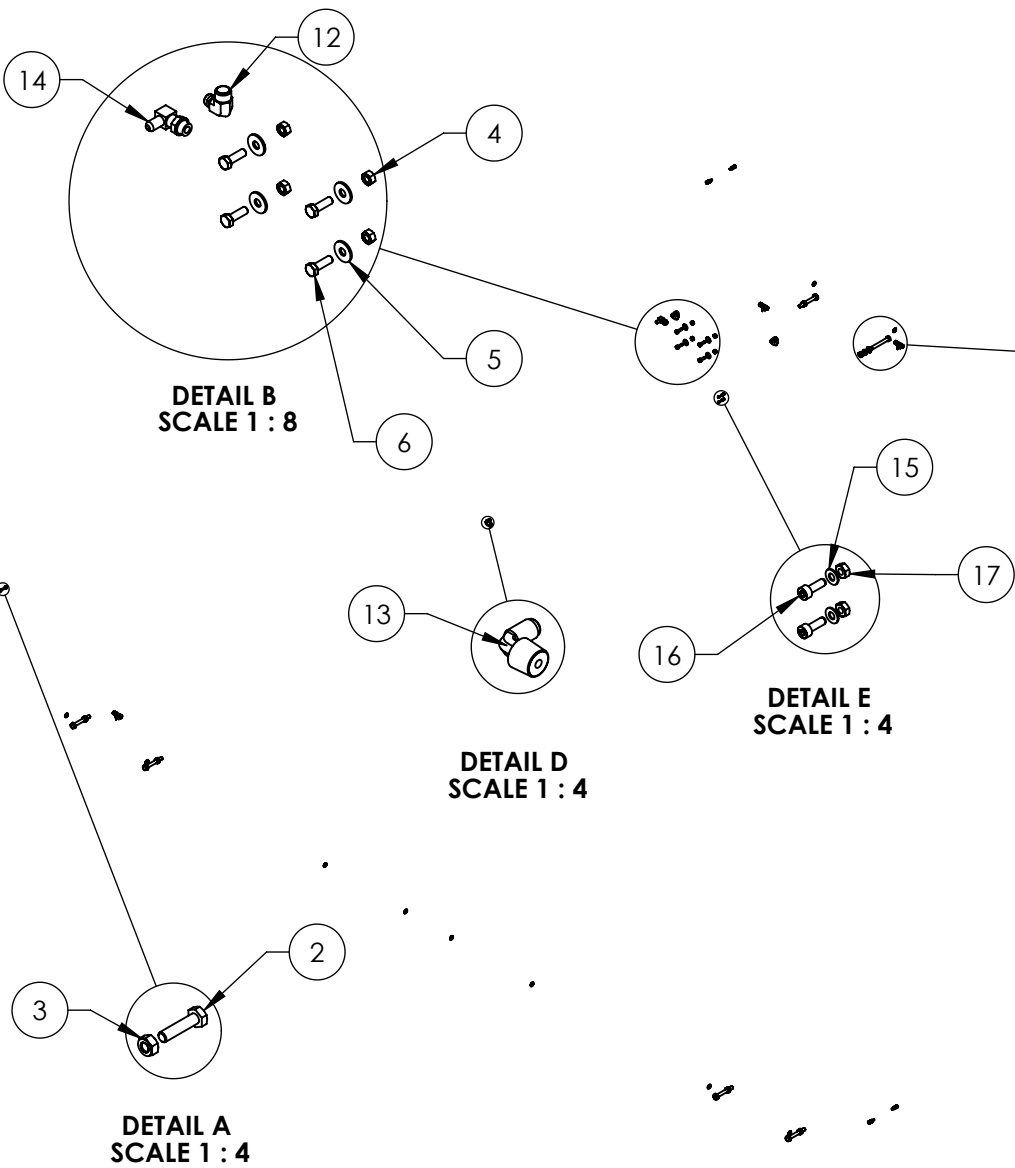 12
14
4
5
DETAIL B
SCALE 1 : 8
6
15
17
13
16
DETAIL E
SCALE 1 : 4
DETAIL D
SCALE 1 : 4
2
3
DETAIL A
SCALE 1 : 4